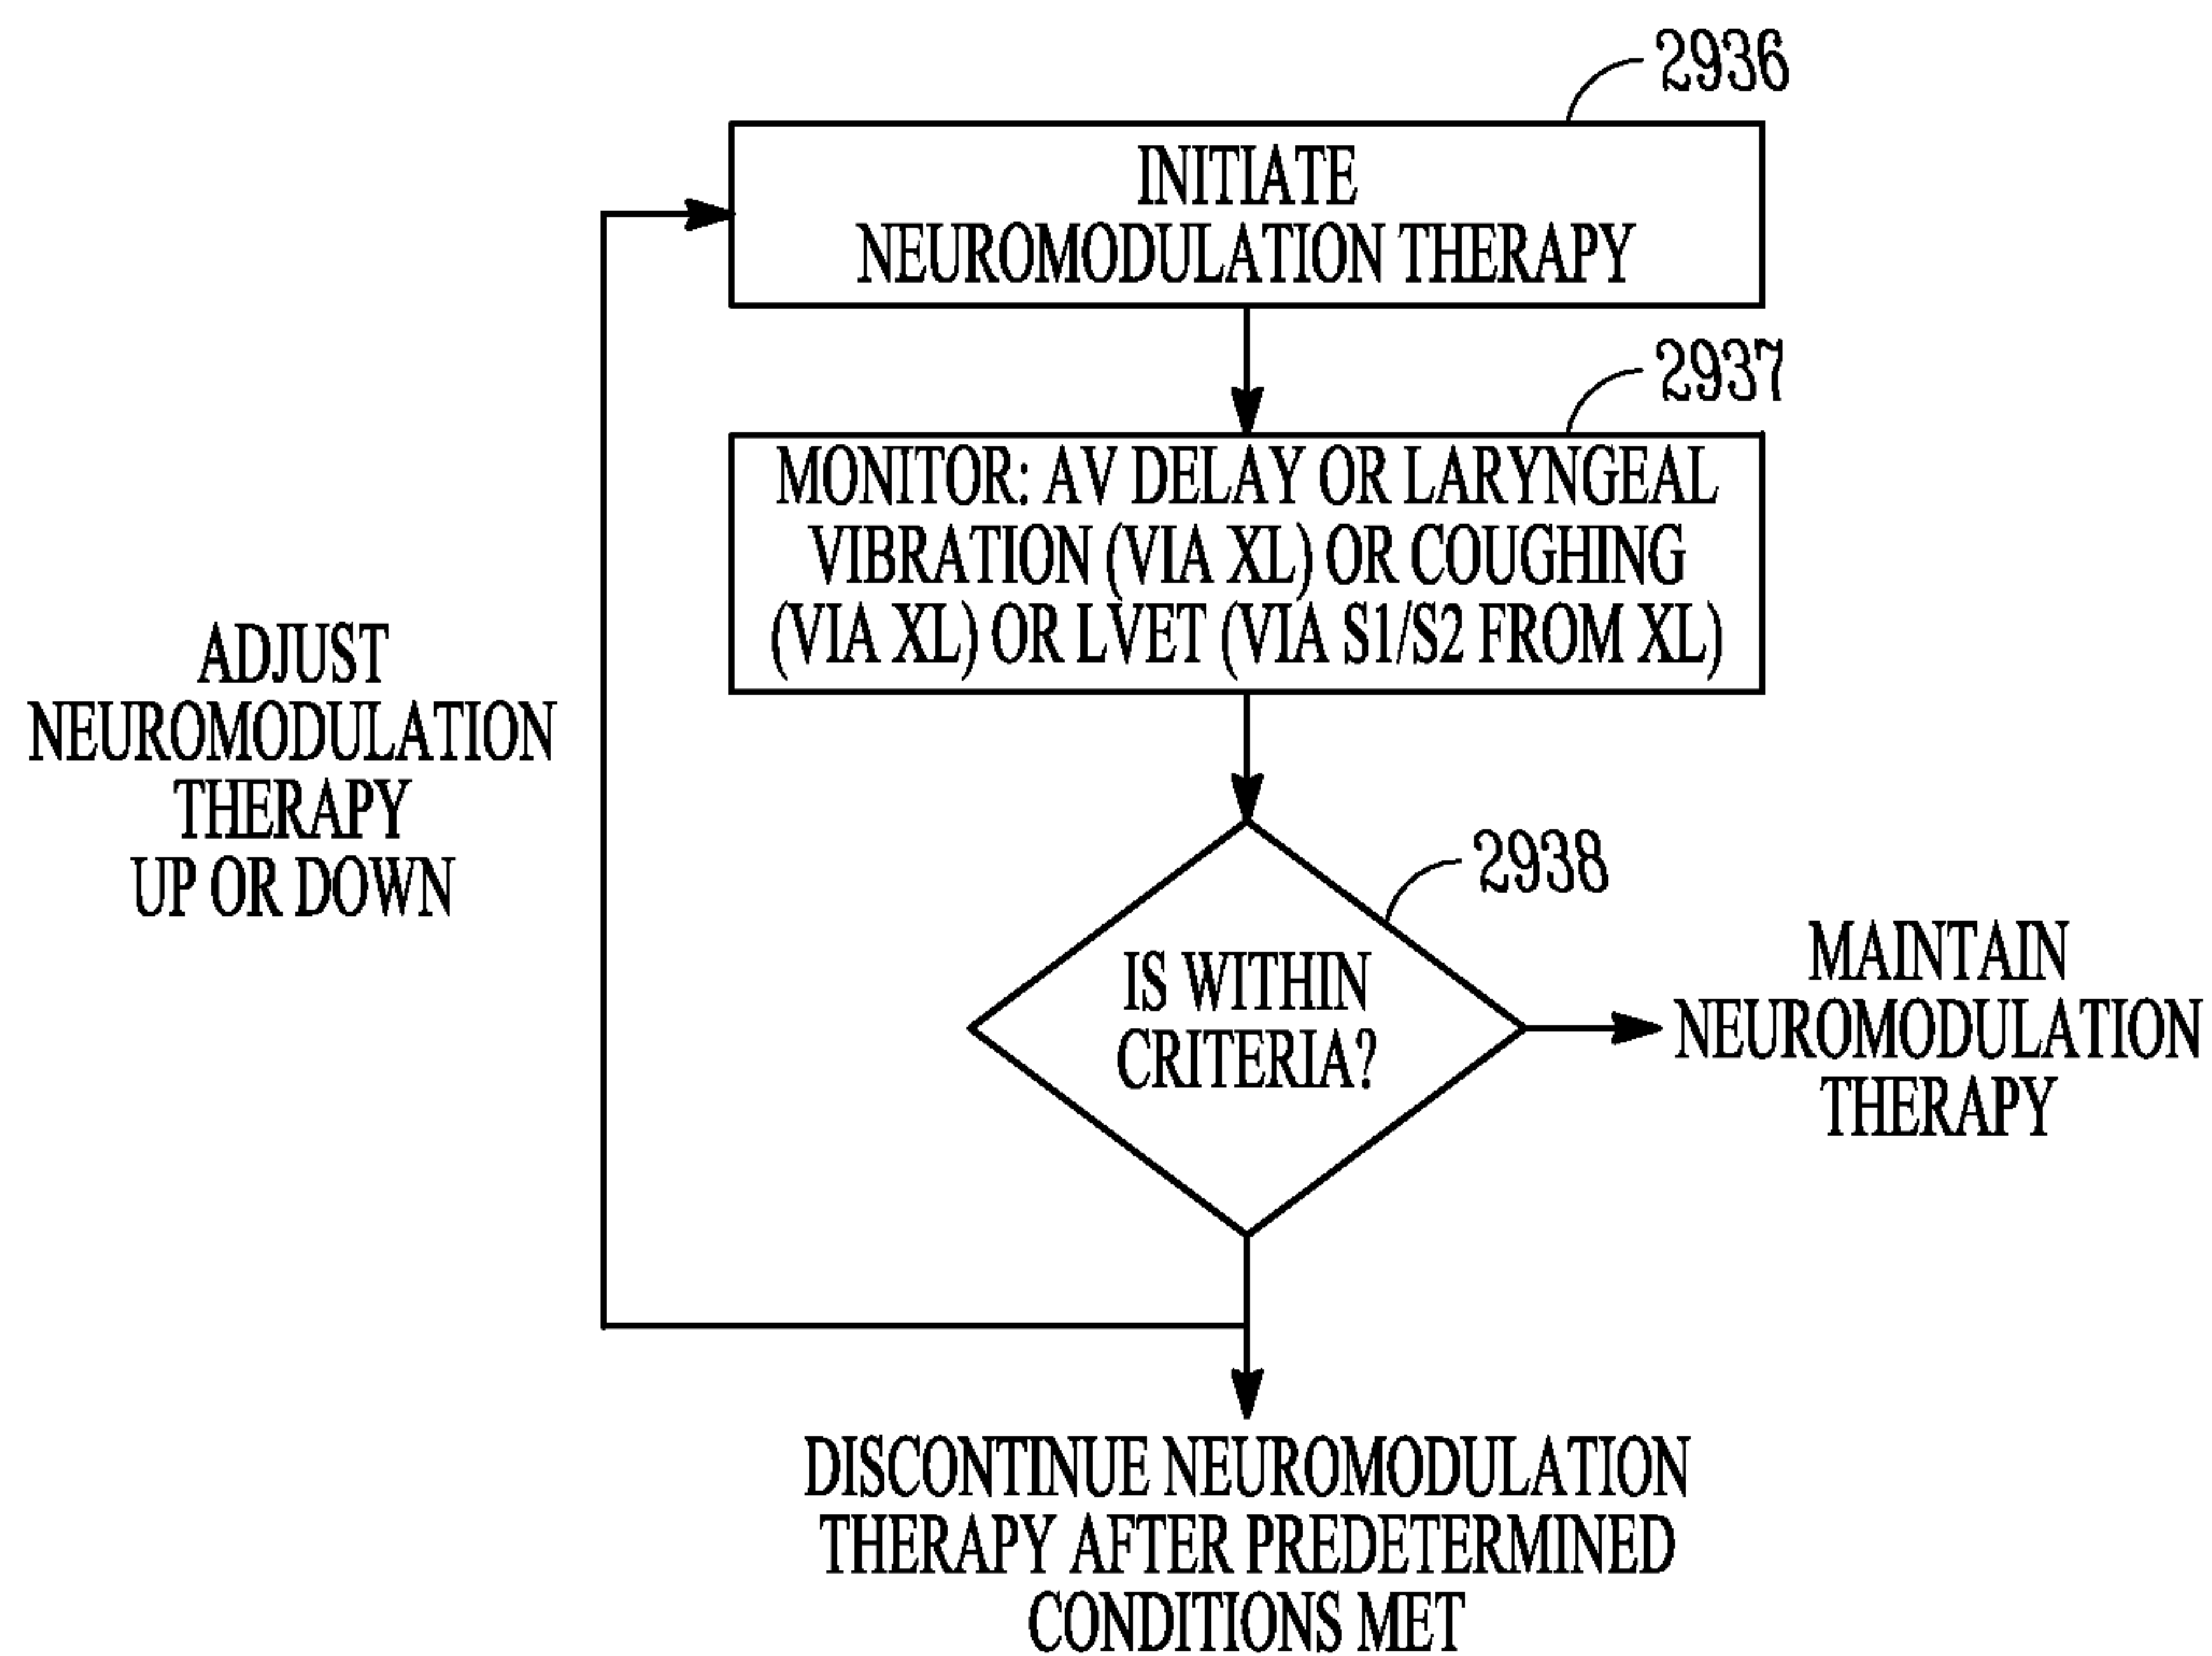 2936
INITIATE
NEUROMODULATION THERAPY
2937
MONITOR: AV DELAY OR LARYNGEAL
VIBRATION (VIA XL) OR COUGHING
(VIA XL) OR LVET (VIA S1/S2 FROM XL)
ADJUST
NEUROMODULATION
THERAPY
UP OR DOWN
2938
IS WITHIN
CRITERIA?
MAINTAIN
NEUROMODULATION
THERAPY
DISCONTINUE NEUROMODULATION
THERAPY AFTER PREDETERMINED
CONDITIONS MET